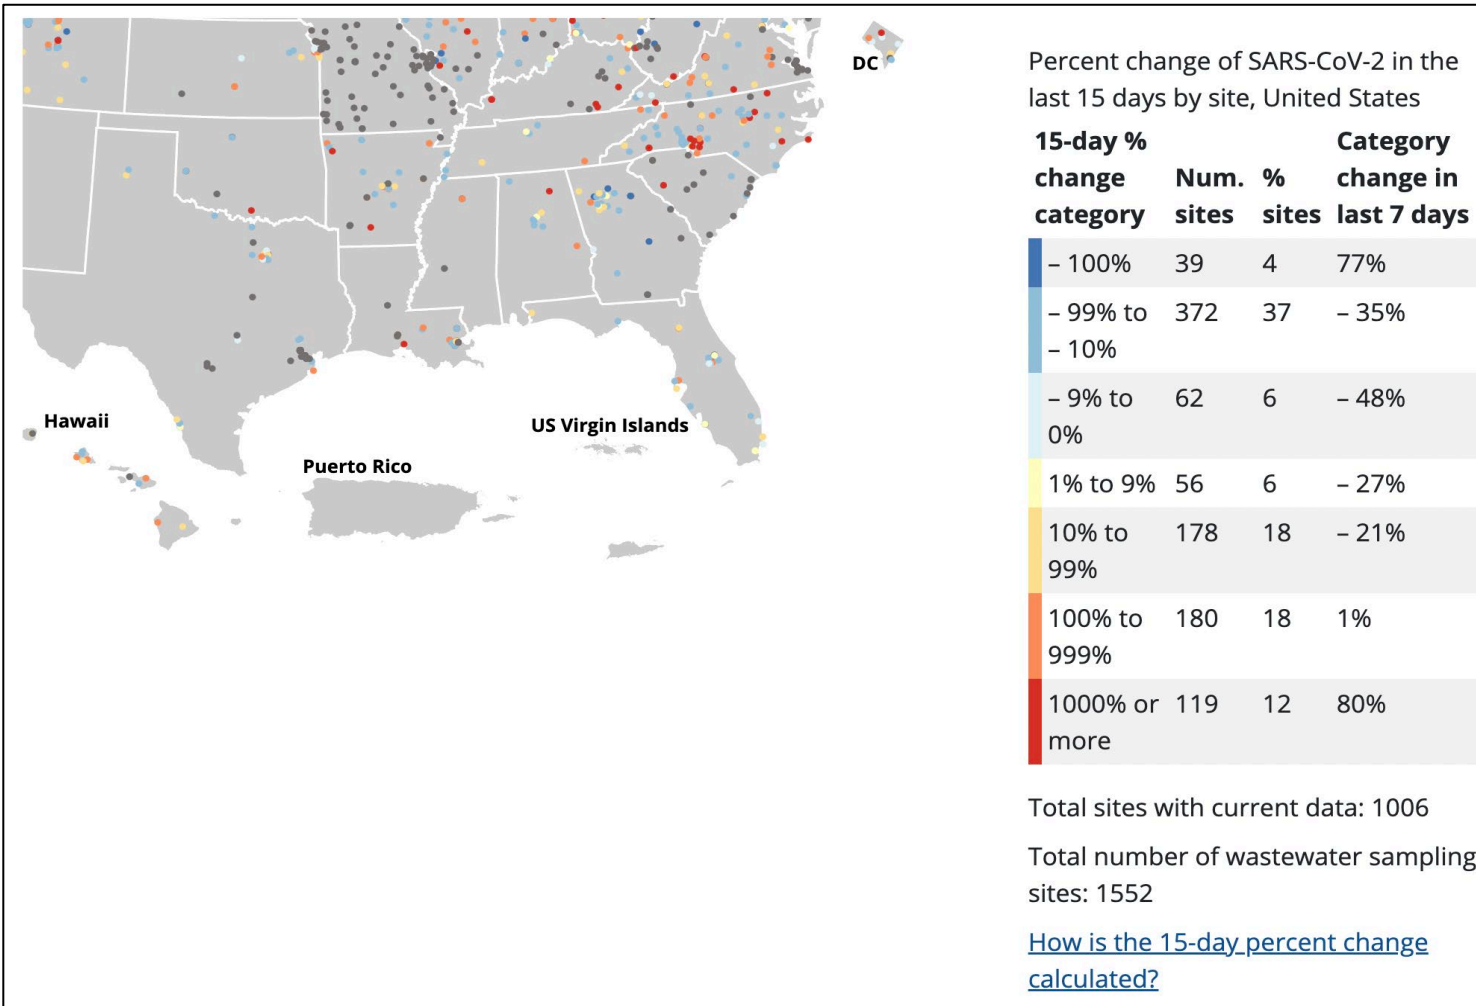 DC
Hawaii
US Virgin Islands
Puerto Rico
Percent change of SARS-CoV-2 in the
last 15 days by site, United States
15-day % change category Num. sites % sites Category change in last 7 days
– 100% 39 4 77%
– 99% to – 10% 372 37 – 35%
– 9% to 0% 62 6 – 48%
1% to 9% 56 6 – 27%
10% to 99% 178 18 – 21%
100% to 999% 180 18 1%
1000% or more 119 12 80%
Total sites with current data: 1006
Total number of wastewater sampling
sites: 1552
How is the 15-day percent change
calculated?